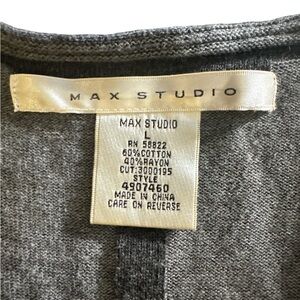 MAX STUDIO
MAX STUDIO
L
RN 58822
60%COTTON
40%RAYON
CUT:3000195
STYLE
4907460
MADE IN CHINA
CARE ON REVERSE